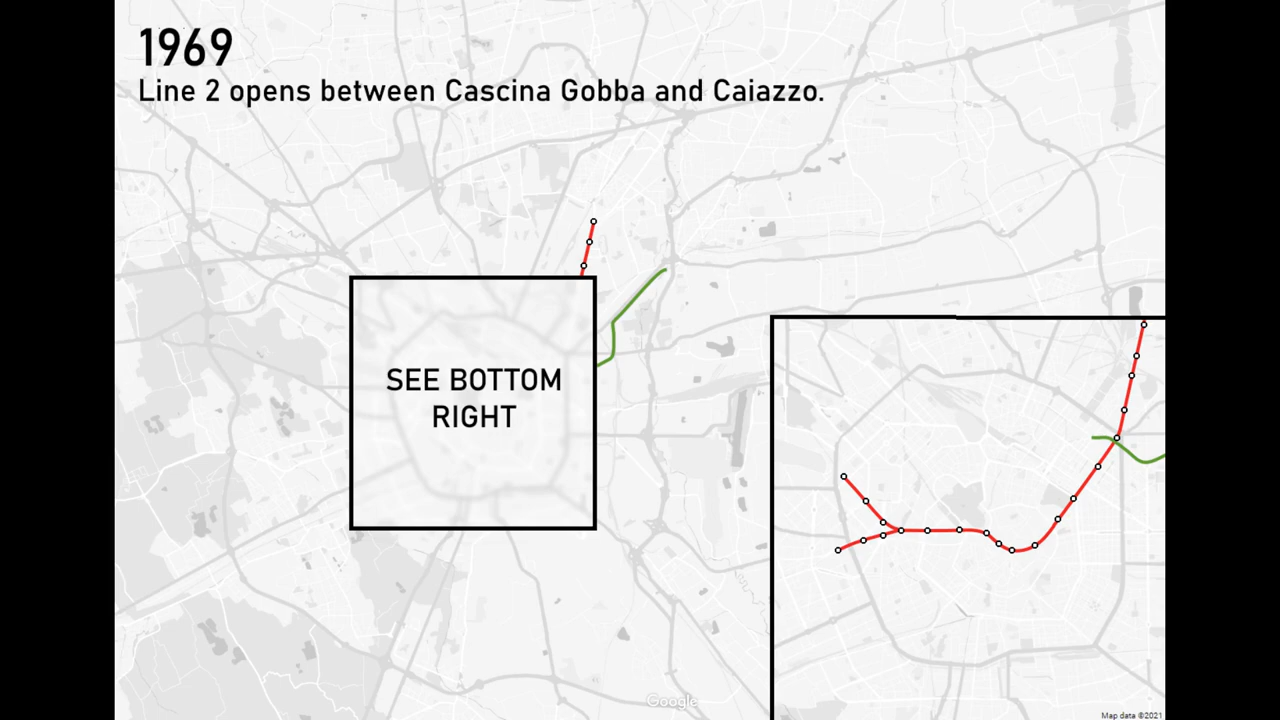 1969
Line 2 opens between Cascina Gobba and Caiazzo.
SEE BOTTOM
RIGHT
Google
Map data ©2021